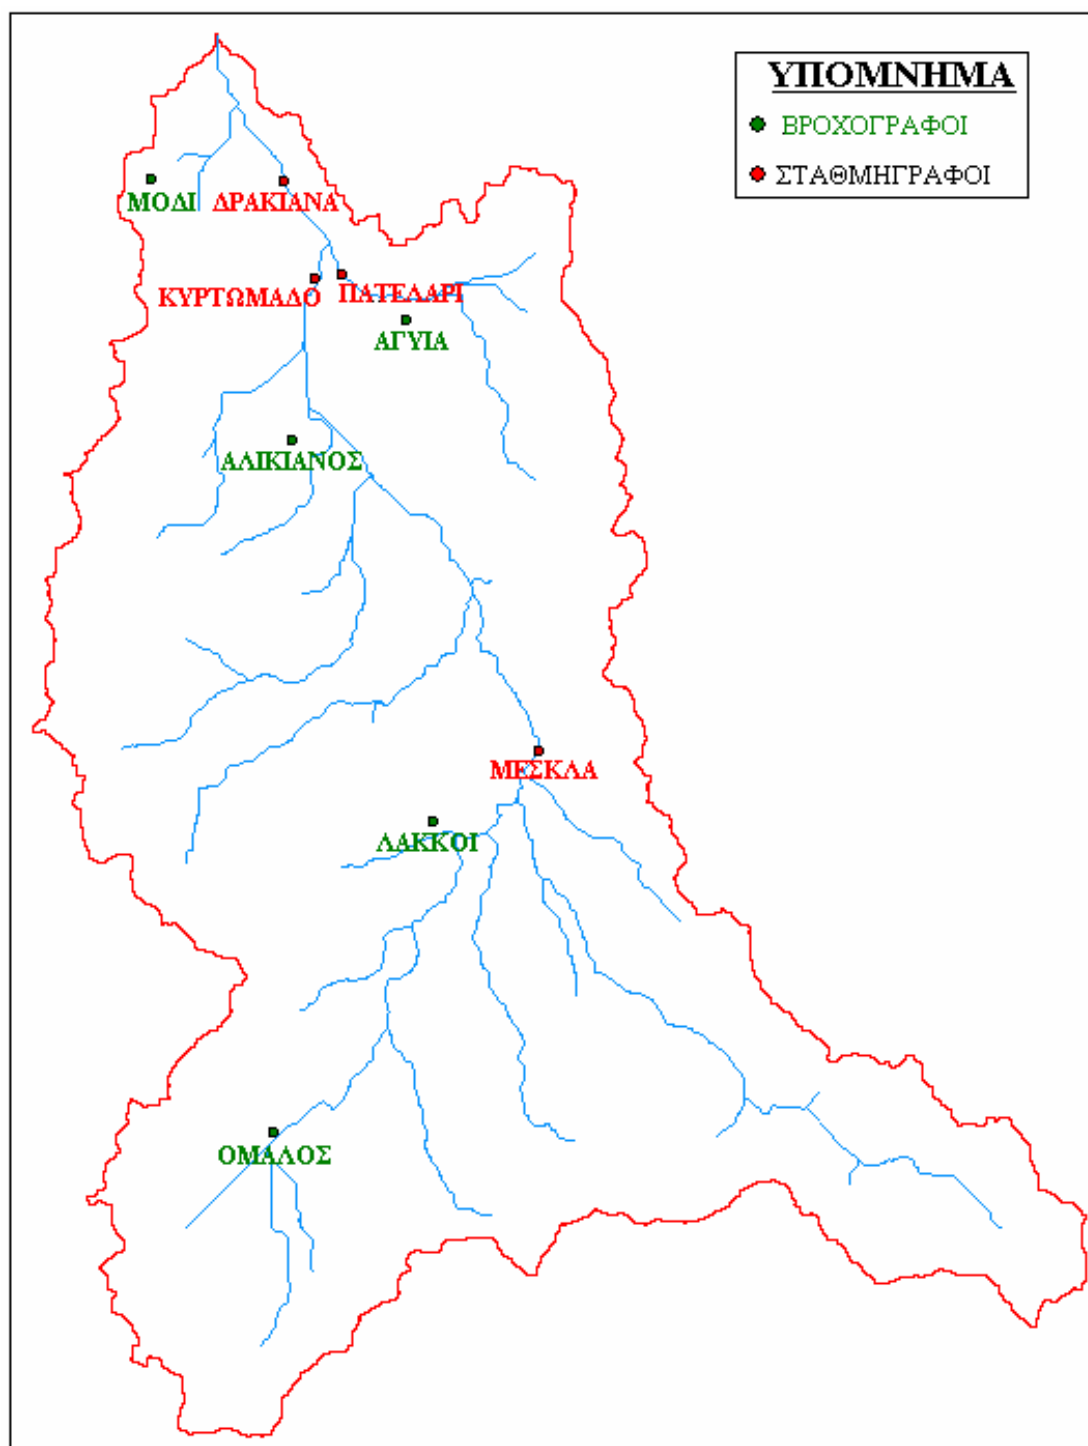 ΥΠΟΜΝΗΜΑ
ΒΡΟΧΟΓΡΑΦΟΙ
ΣΤΑΘΜΗΓΡΑΦΟΙ
ΜΟΔΙ
ΔΡΑΚΙΑΝΑ
ΚΥΡΤΩΜΑΔΟ
ΠΑΤΕΛΑΡΙ
ΑΓΥΙΑ
ΑΛΙΚΙΑΝΟΣ
ΜΕΣΚΛΑ
ΛΑΚΚΟΙ
ΟΜΑΛΟΣ